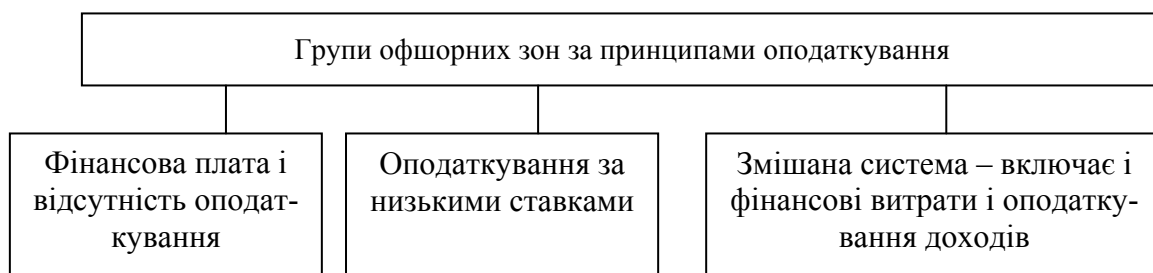 Групи офшорних зон за принципами оподаткування
Фінансова плата і
відсутність оподат-
кування
Оподаткування за
низькими ставками
Змішана система – включає і
фінансові витрати і оподатку-
вання доходів